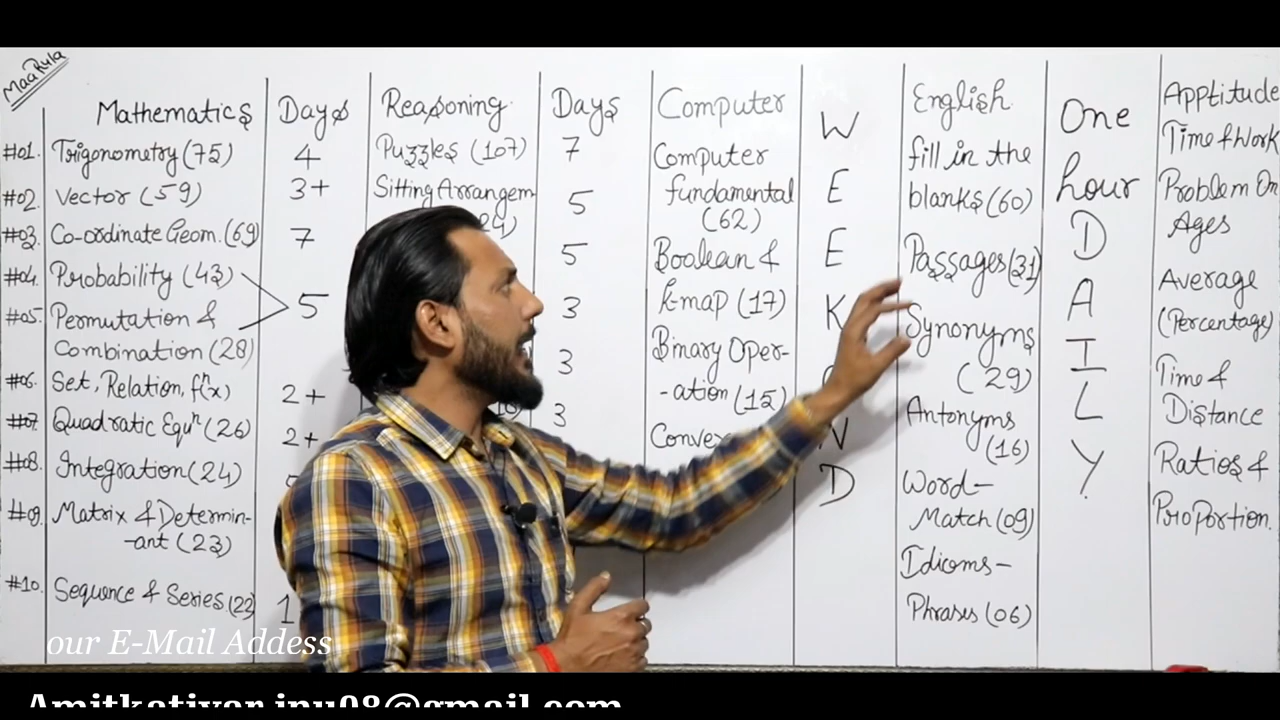 MaaRula
Mathematics
#01. Trigonometry (75)
#02. Vector (59)
#03. Co-ordinate Geom. (69)
#04. Probability (43)
#05. Permutation &
Combination (28)
#06. Set, Relation, f(x)
#07. Quadratic Equⁿ (26)
#08. Integration (24)
#09. Matrix & Determin-
-ant (23)
#10. Sequence & Series (22)
Days
4
3+
7
5
2+
2+
1
Reasoning
Puzzles (107)
Sitting Arrangem
Days
7
5
5
3
3
3
Computer
Computer
fundamental
(62)
Boolean &
k-map (17)
Binary Oper-
-ation (15)
W
E
E
K
N
D
English
fill in the
blanks (60)
Passages (31)
Synonyms
(29)
Antonyms
(16)
Word-
Match (09)
Idioms-
Phrases (06)
One
hour
D
A
I
L
Y
Apptitude
Time & Work
Problem On
Ages
Average
(Percentage)
Time &
Distance
Ratios &
Proportion.
our E-Mail Addess
Amitkatiyar.jnu08@gmail.com